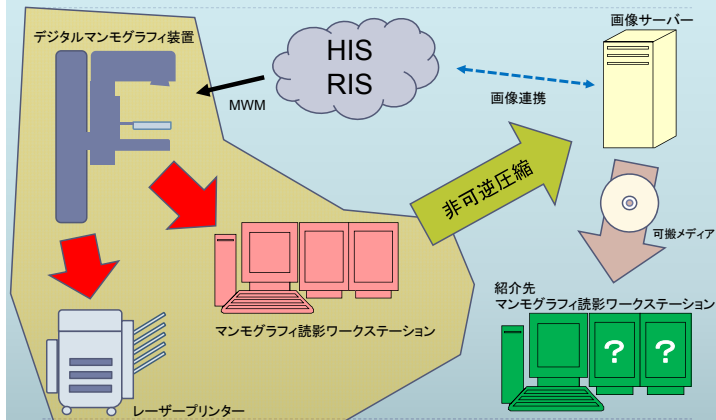 画像サーバー
デジタルマンモグラフィ装置
HIS
RIS
MWM
画像連携
非可逆圧縮
可搬メディア
紹介先
マンモグラフィ読影ワークステーション
マンモグラフィ読影ワークステーション
? ?
レーザープリンター